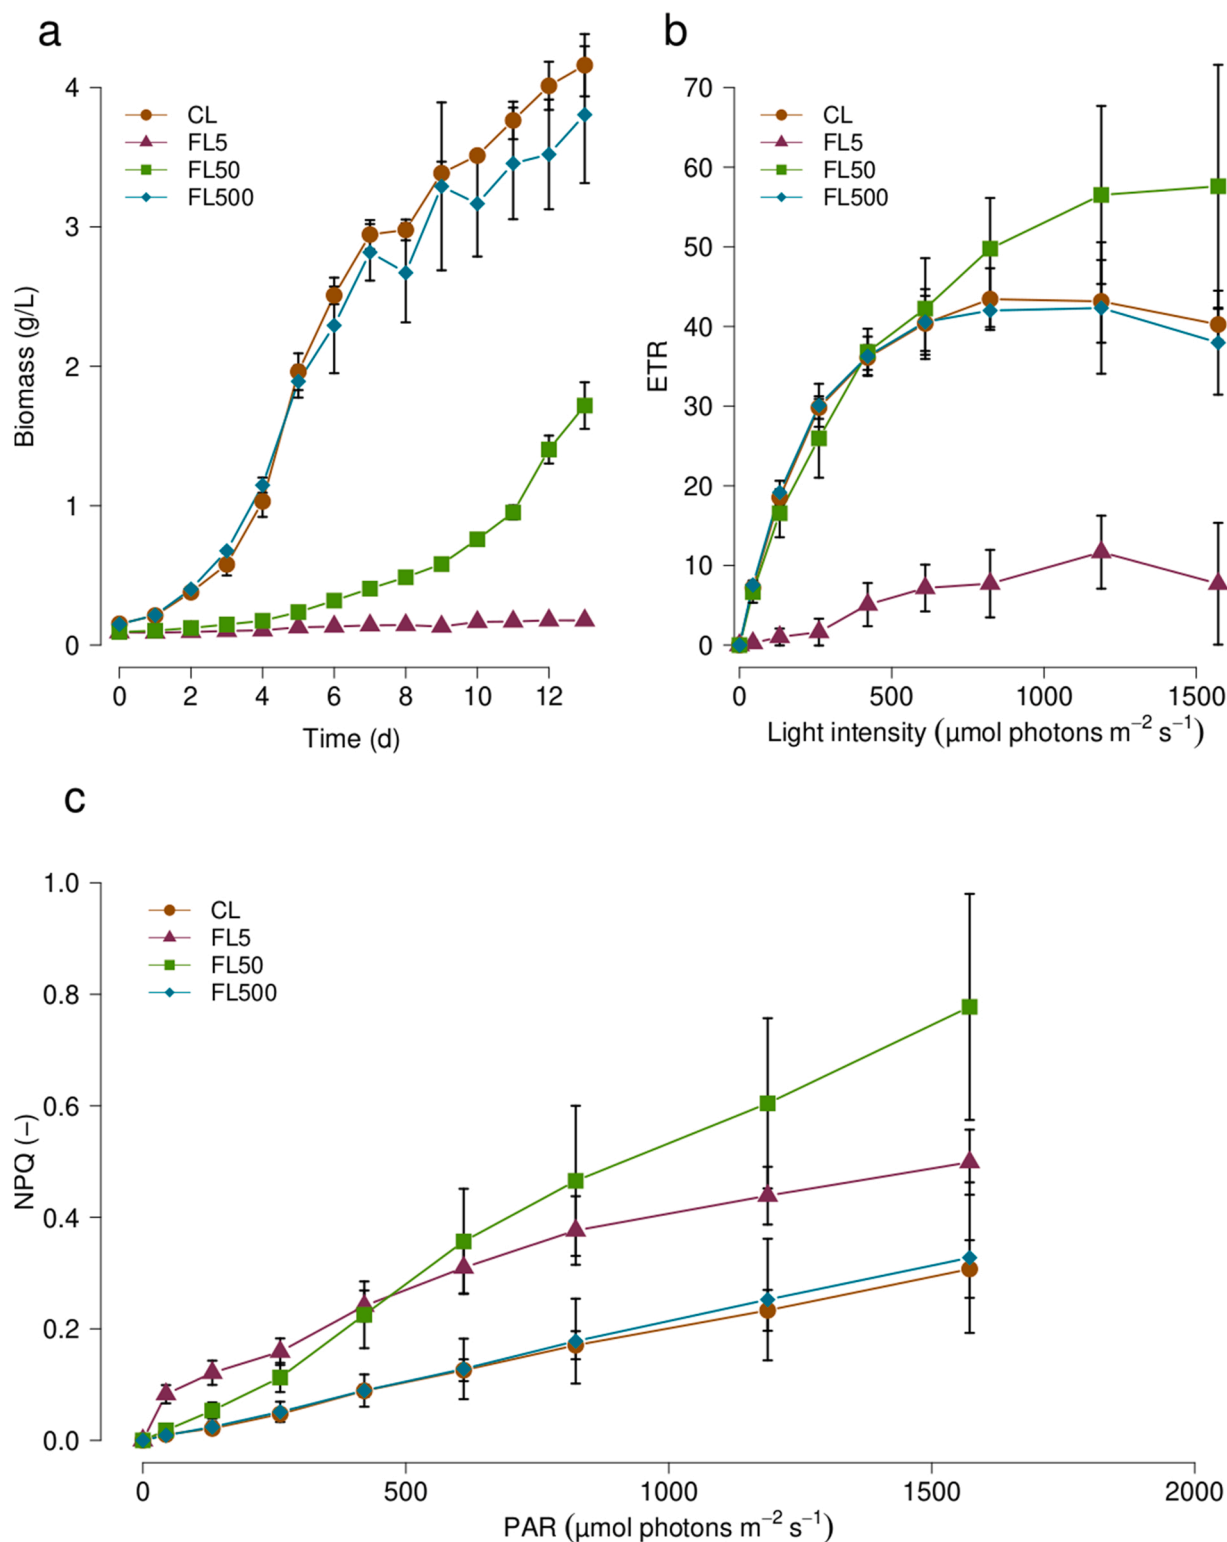 a
Biomass (g/L)
4
3
2
1
0
CL
FL5
FL50
FL500
0 2 4 6 8 10 12
Time (d)
b
ETR
70
60
50
40
30
20
10
0
CL
FL5
FL50
FL500
0 500 1000 1500
Light intensity (μmol photons m⁻² s⁻¹)
c
NPQ (−)
1.0
0.8
0.6
0.4
0.2
0.0
CL
FL5
FL50
FL500
0 500 1000 1500 2000
PAR (μmol photons m⁻² s⁻¹)